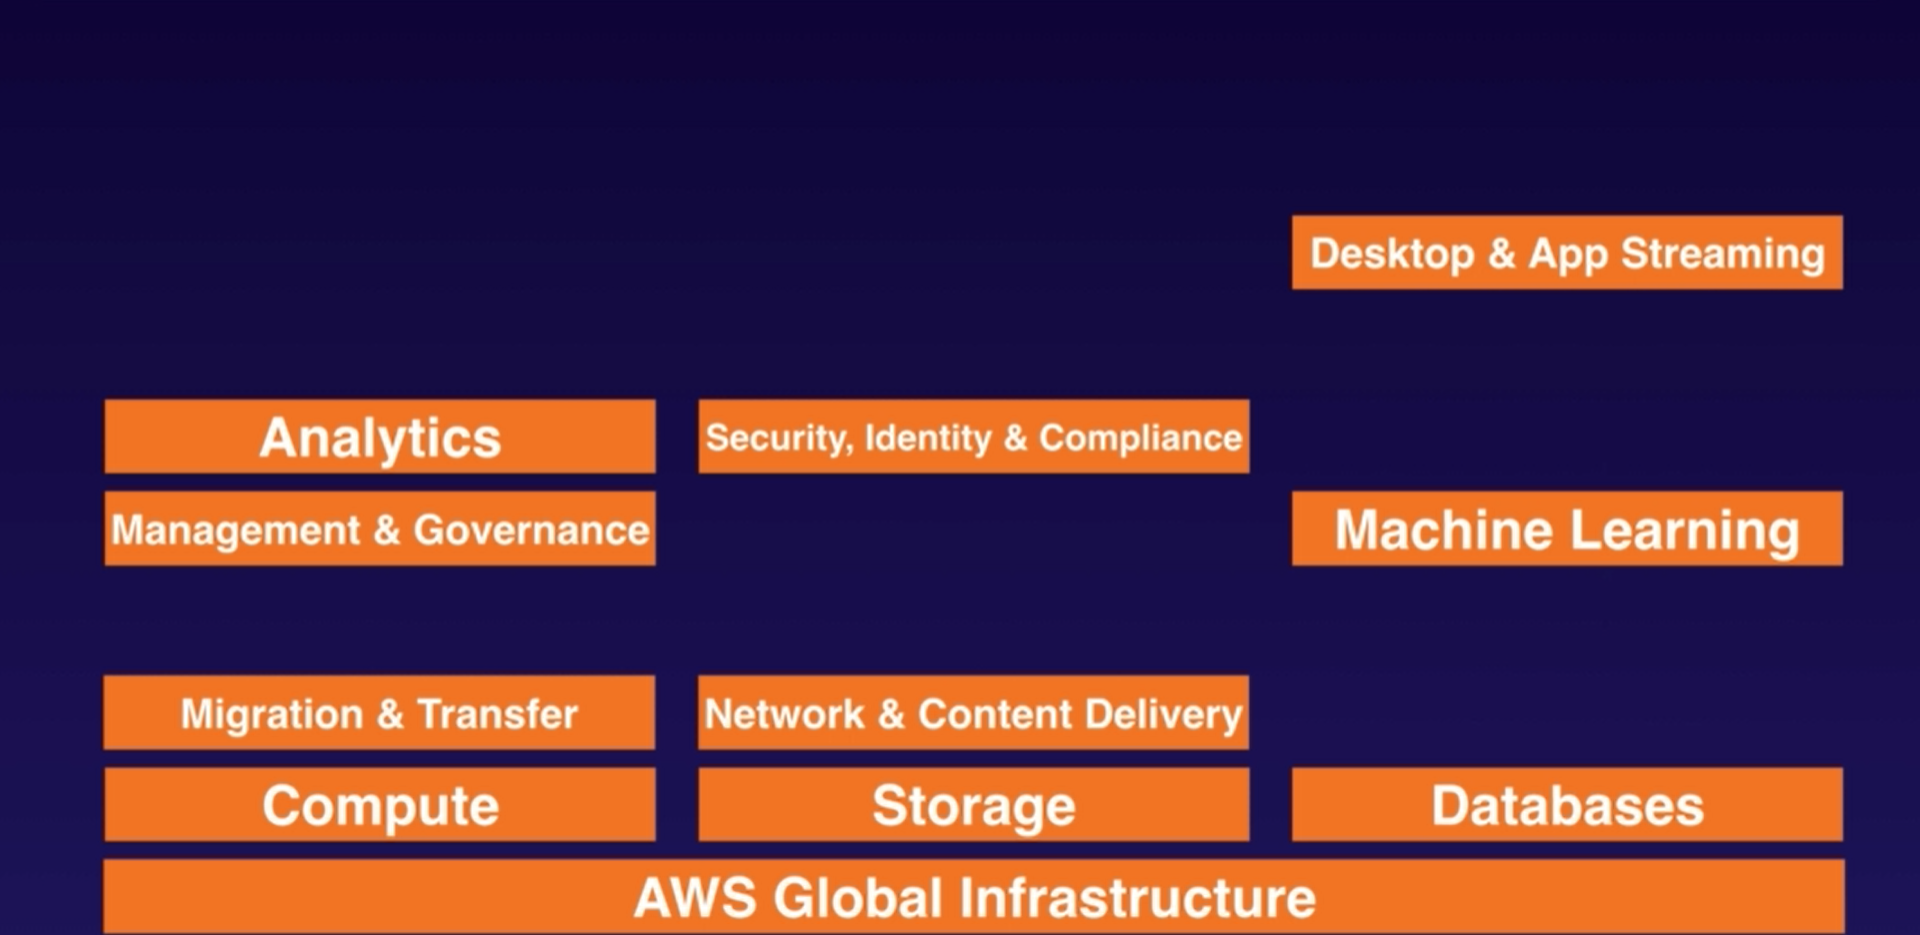 Desktop & App Streaming
Analytics
Security, Identity & Compliance
Management & Governance
Machine Learning
Migration & Transfer
Network & Content Delivery
Compute
Storage
Databases
AWS Global Infrastructure